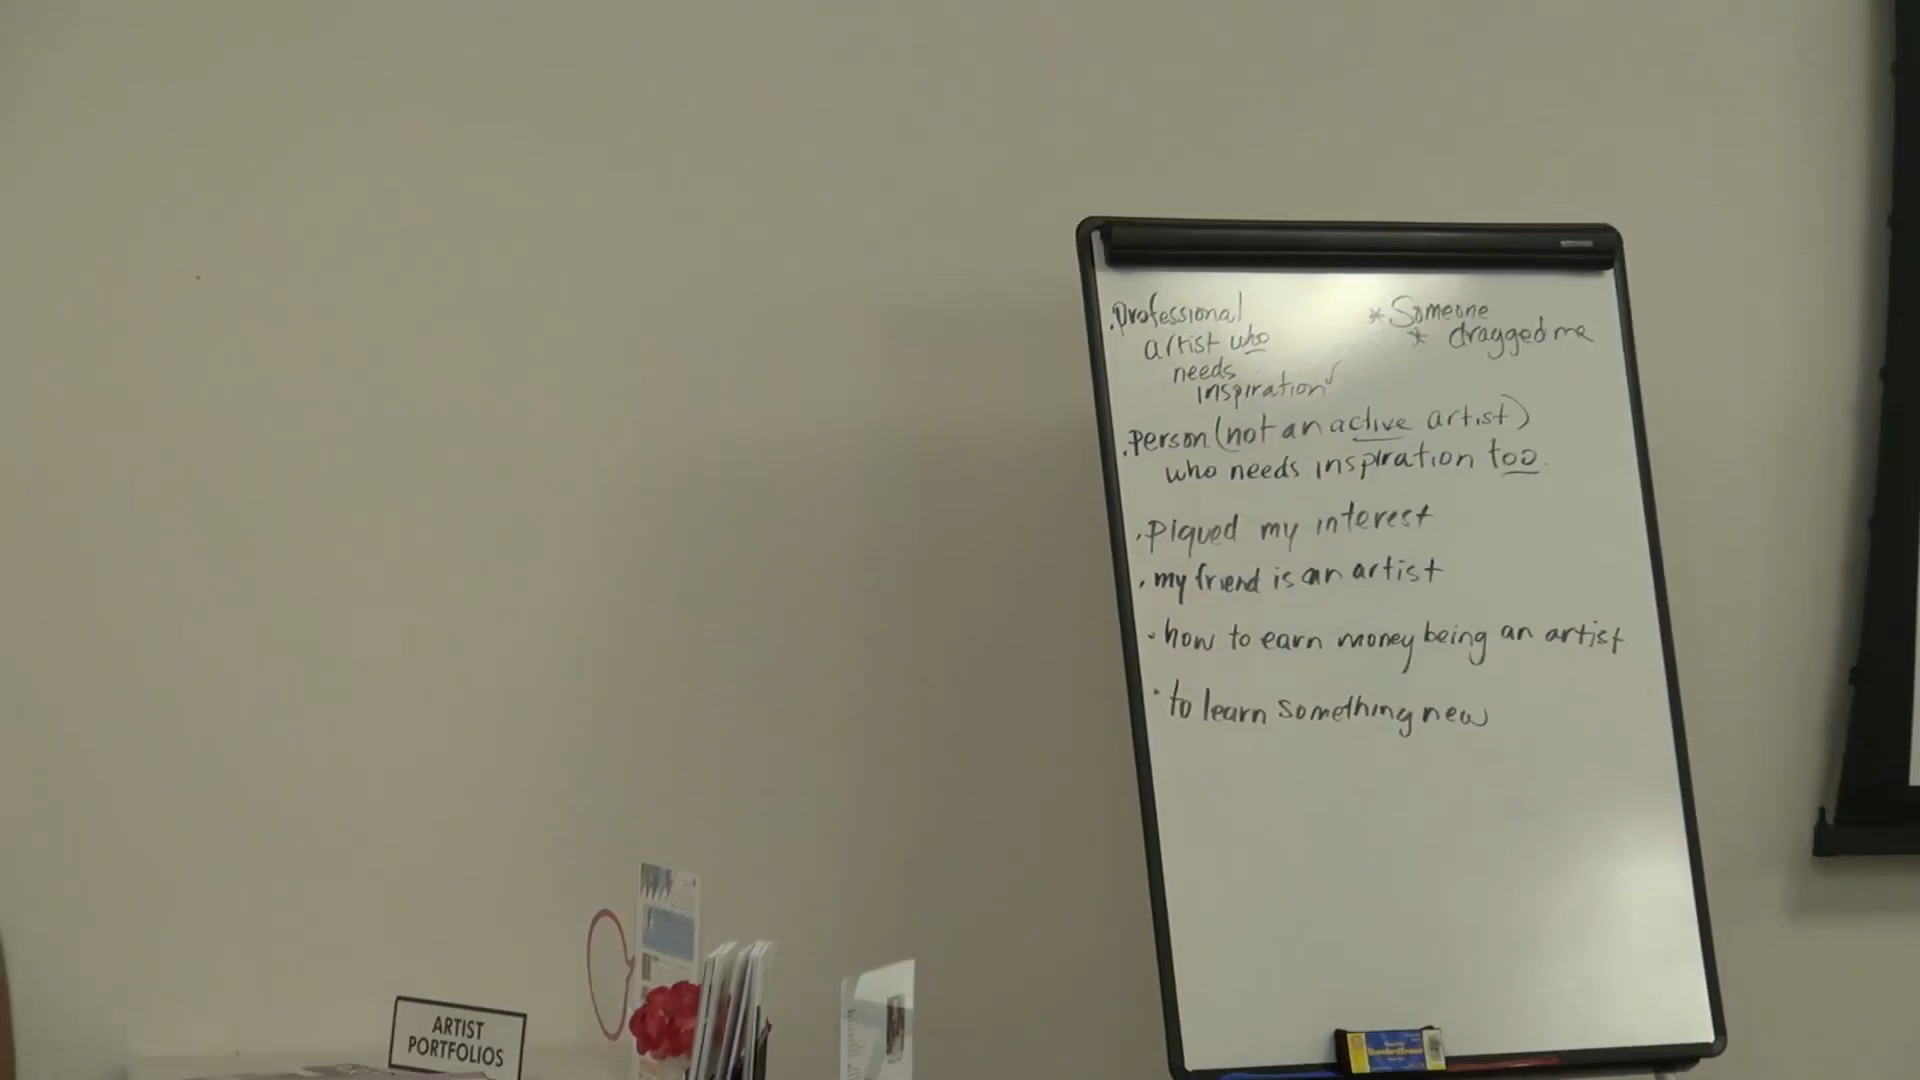 .Professional
artist who
needs
inspiration ✓
* Someone
* dragged me
.Person (not an active artist)
who needs inspiration too.
.Piqued my interest
.my friend is an artist
.how to earn money being an artist
.to learn something new
ARTIST
PORTFOLIOS